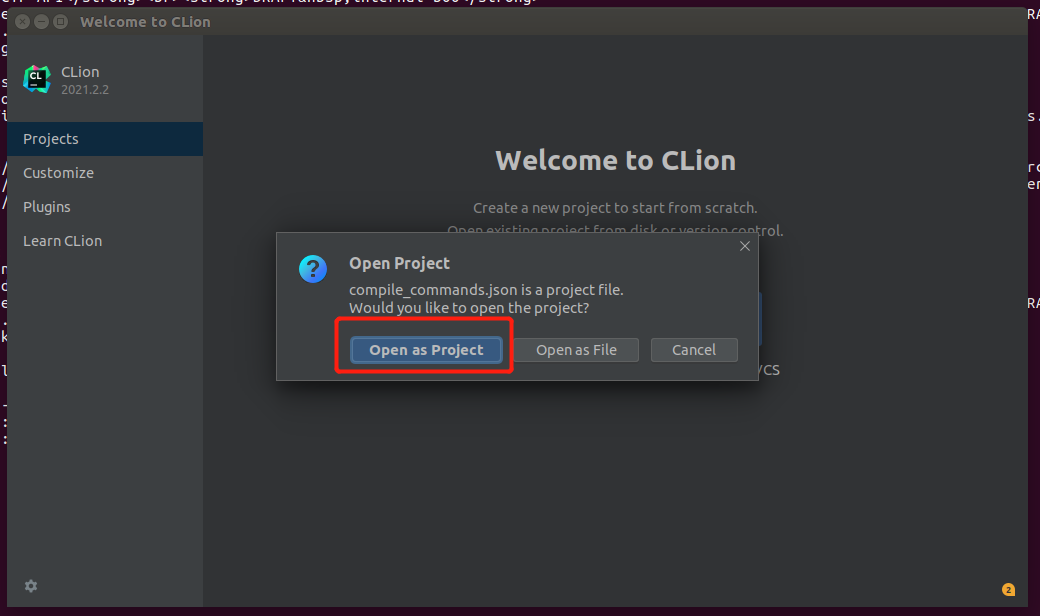 Welcome to CLion
CL
CLion
2021.2.2
Projects
Customize
Plugins
Learn CLion
Welcome to CLion
Create a new project to start from scratch.
Open existing project from disk or version control.
Open Project
compile_commands.json is a project file.
Would you like to open the project?
Open as Project
Open as File
Cancel
VCS
2